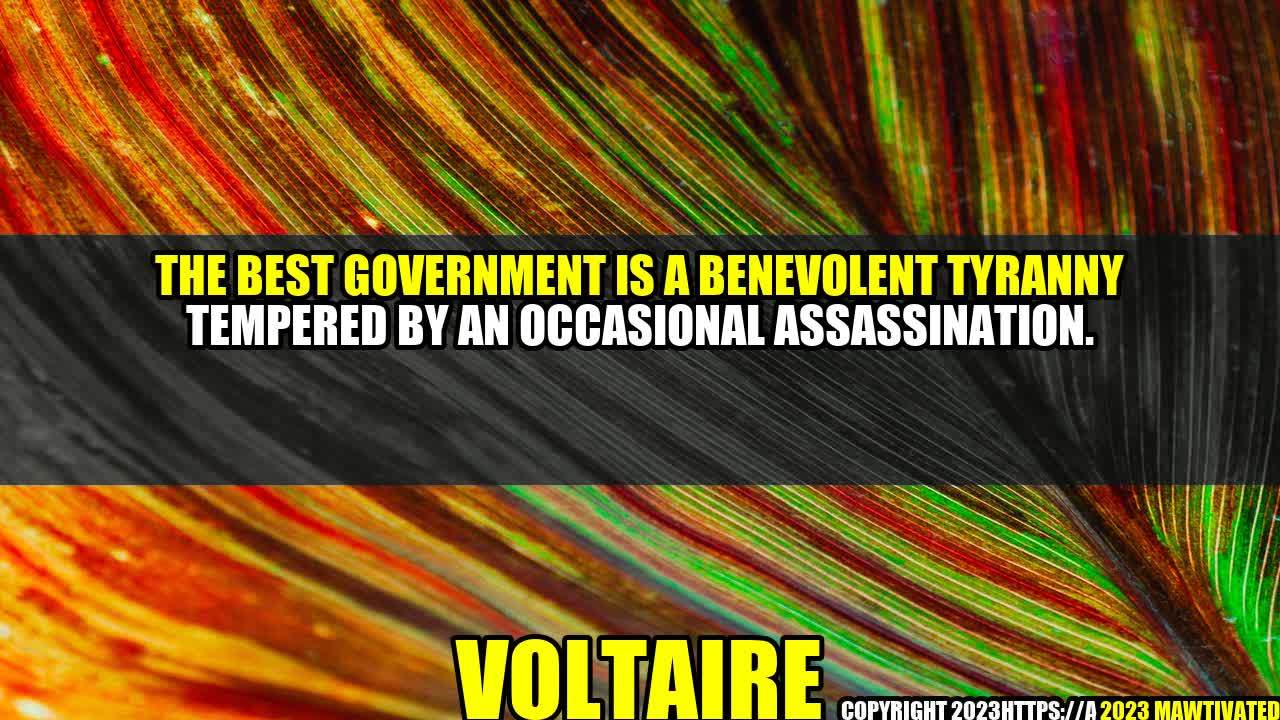 THE BEST GOVERNMENT IS A BENEVOLENT TYRANNY
TEMPERED BY AN OCCASIONAL ASSASSINATION.
VOLTAIRE
COPYRIGHT 2023HTTPS://A 2023 MAWTIVATED